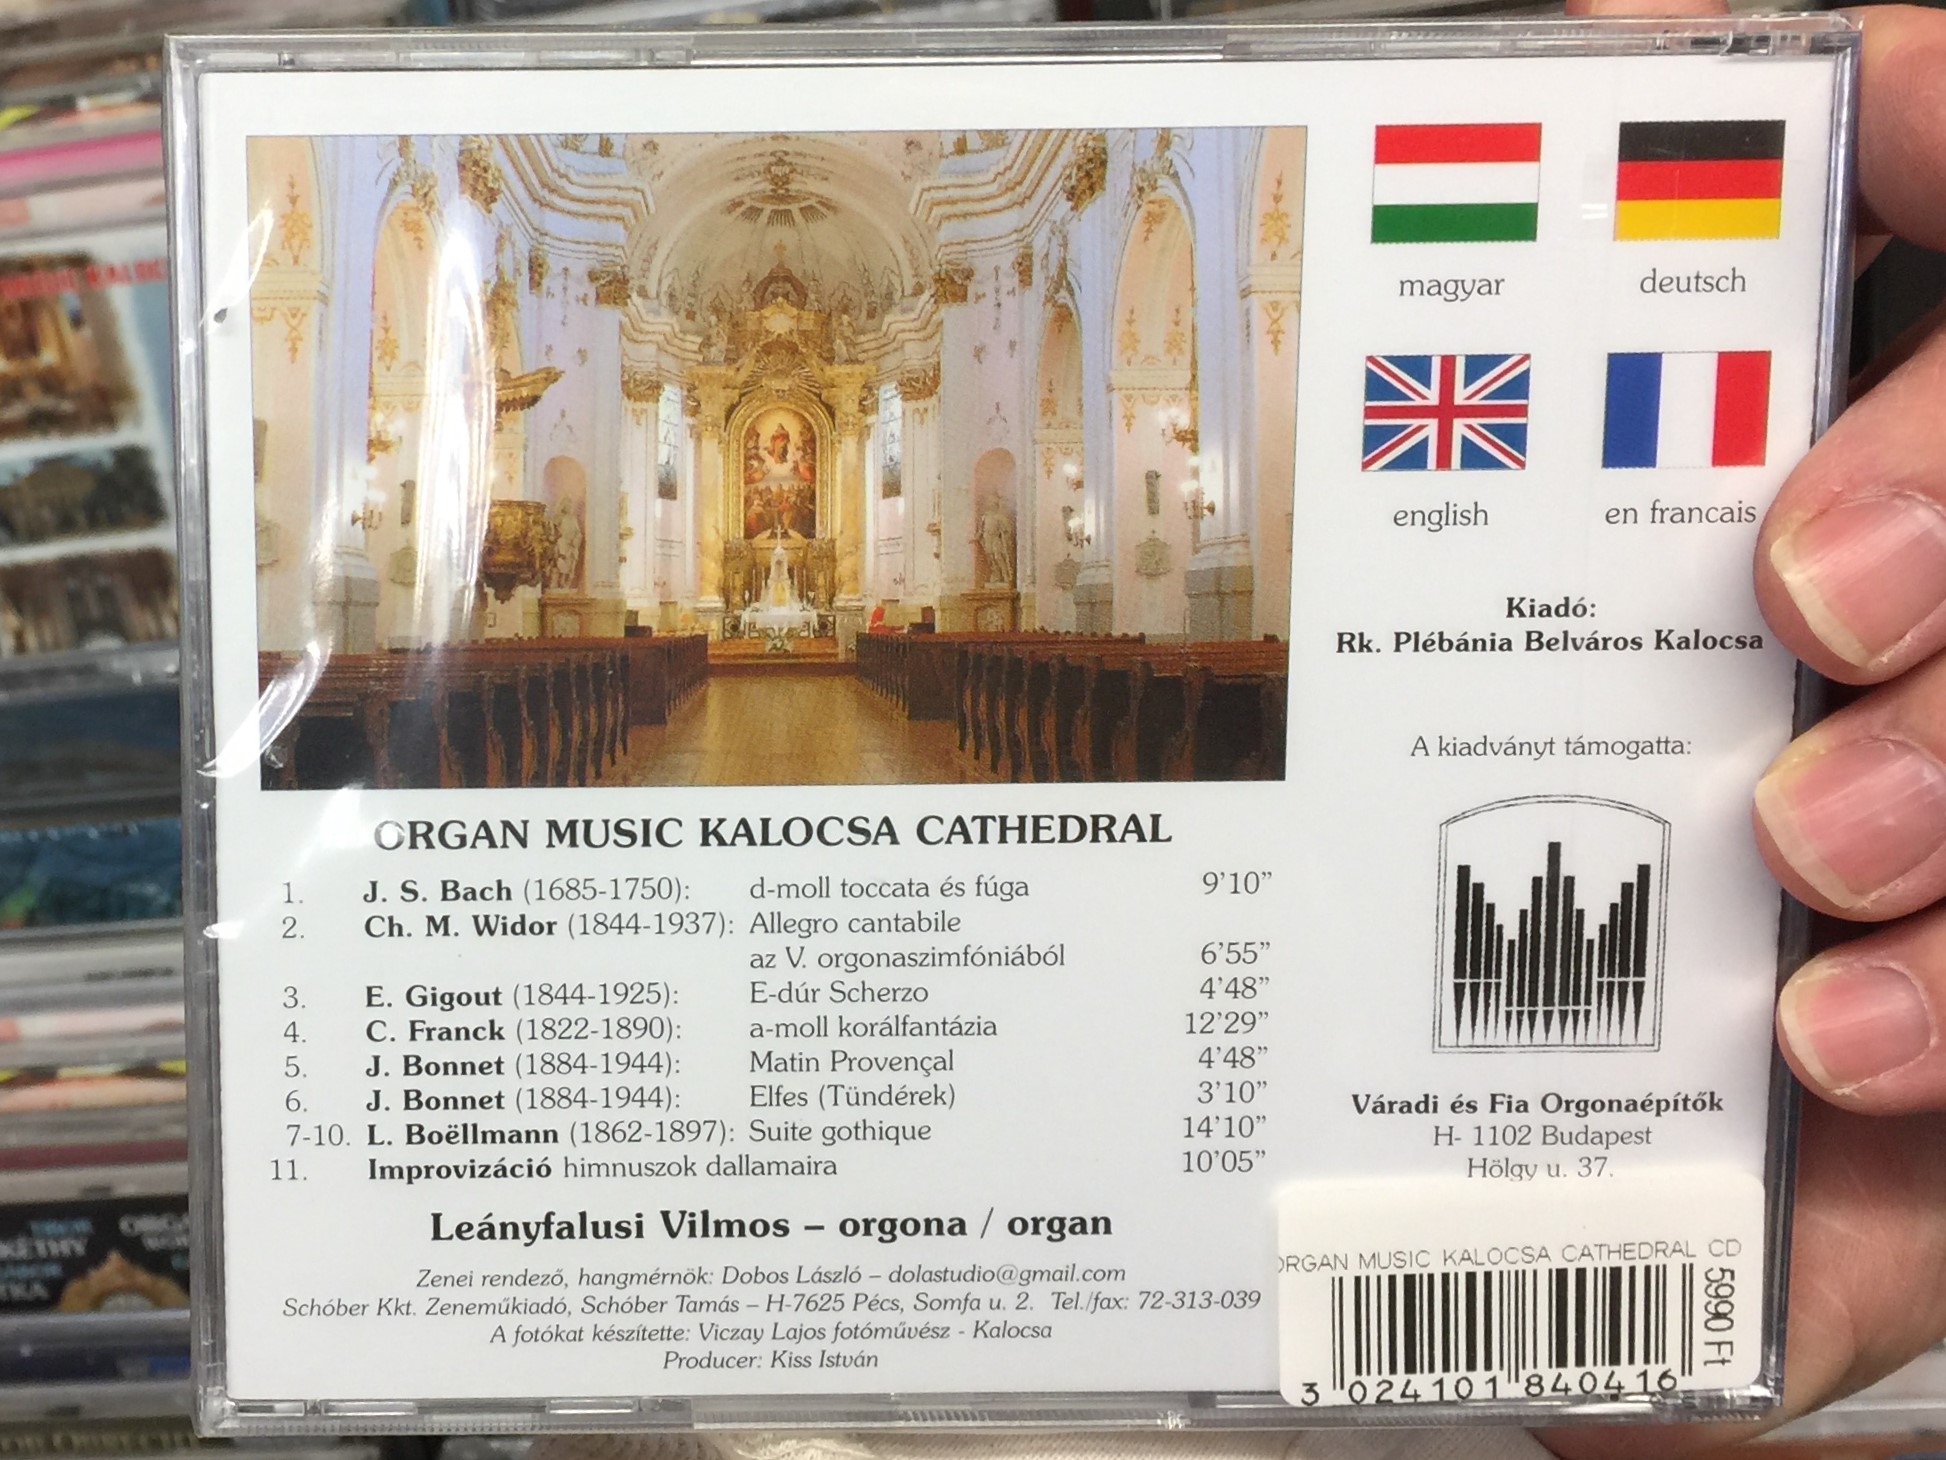 magyar
deutsch
english
en francais
Kiadó:
Rk. Plébánia Belváros Kalocsa
A kiadványt támogatta:
Váradi és Fia Orgonaépítők
H- 1102 Budapest
Hölgy u. 37.
ORGAN MUSIC KALOCSA CATHEDRAL
1. J. S. Bach (1685-1750): d-moll toccata és fúga 9'10”
2. Ch. M. Widor (1844-1937): Allegro cantabile
az V. orgonaszimfóniából 6'55”
3. E. Gigout (1844-1925): E-dúr Scherzo 4'48”
4. C. Franck (1822-1890): a-moll korálfantázia 12'29”
5. J. Bonnet (1884-1944): Matin Provençal 4'48”
6. J. Bonnet (1884-1944): Elfes (Tündérek) 3'10”
7-10. L. Boëllmann (1862-1897): Suite gothique 14'10”
11. Improvizáció himnuszok dallamaira 10'05”
Leányfalusi Vilmos – orgona / organ
Zenei rendező, hangmérnök: Dobos László – dolastudio@gmail.com
Schóber Kkt. Zeneműkiadó, Schóber Tamás – H-7625 Pécs, Somfa u. 2. Tel./fax: 72-313-039
A fotókat készítette: Viczay Lajos fotóművész - Kalocsa
Producer: Kiss István
ORGAN MUSIC KALOCSA CATHEDRAL CD
5990 Ft
3 024101 840416